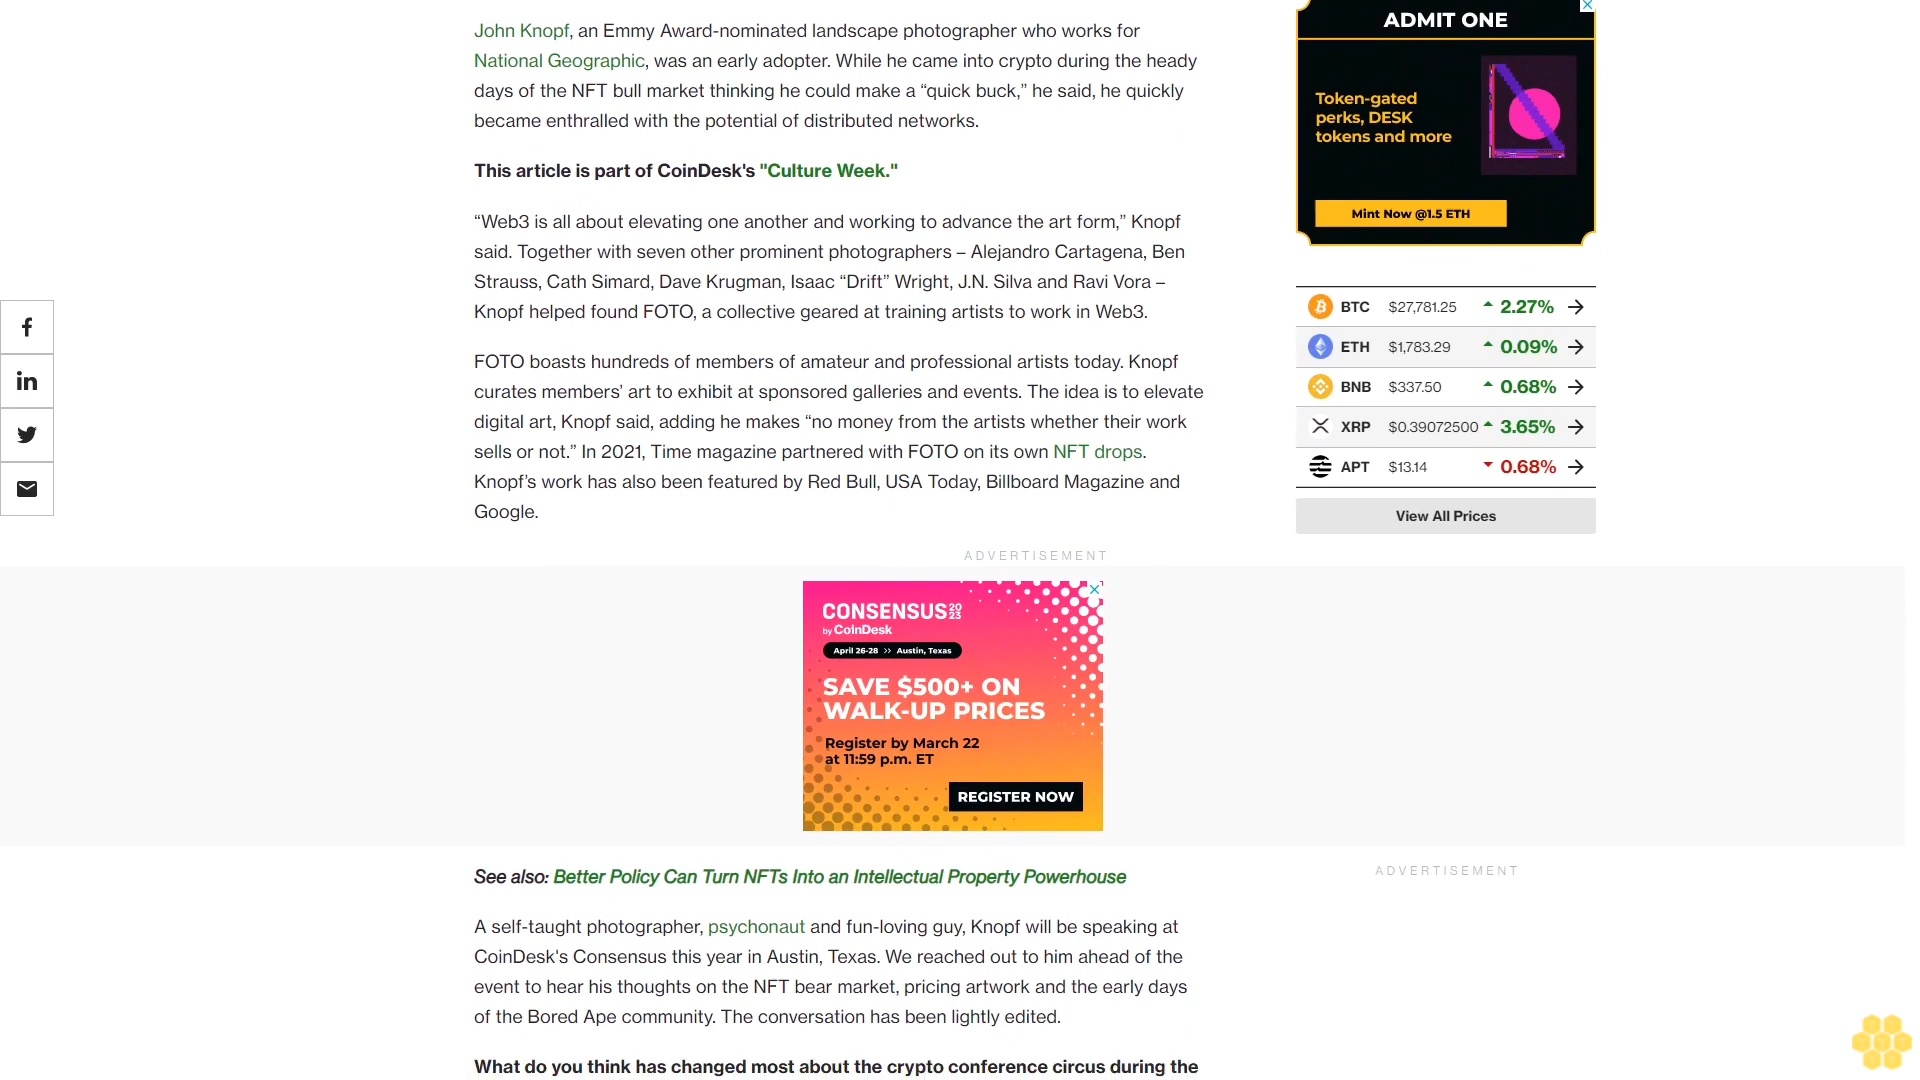 John Knopf, an Emmy Award-nominated landscape photographer who works for
National Geographic, was an early adopter. While he came into crypto during the heady
days of the NFT bull market thinking he could make a “quick buck,” he said, he quickly
became enthralled with the potential of distributed networks.
This article is part of CoinDesk's "Culture Week."
“Web3 is all about elevating one another and working to advance the art form,” Knopf
said. Together with seven other prominent photographers – Alejandro Cartagena, Ben
Strauss, Cath Simard, Dave Krugman, Isaac “Drift” Wright, J.N. Silva and Ravi Vora –
Knopf helped found FOTO, a collective geared at training artists to work in Web3.
FOTO boasts hundreds of members of amateur and professional artists today. Knopf
curates members’ art to exhibit at sponsored galleries and events. The idea is to elevate
digital art, Knopf said, adding he makes “no money from the artists whether their work
sells or not.” In 2021, Time magazine partnered with FOTO on its own NFT drops.
Knopf’s work has also been featured by Red Bull, USA Today, Billboard Magazine and
Google.
ADVERTISEMENT
CONSENSUS 2023
by CoinDesk
April 26-28 >> Austin, Texas
SAVE $500+ ON
WALK-UP PRICES
Register by March 22
at 11:59 p.m. ET
REGISTER NOW
See also: Better Policy Can Turn NFTs Into an Intellectual Property Powerhouse
A self-taught photographer, psychonaut and fun-loving guy, Knopf will be speaking at
CoinDesk's Consensus this year in Austin, Texas. We reached out to him ahead of the
event to hear his thoughts on the NFT bear market, pricing artwork and the early days
of the Bored Ape community. The conversation has been lightly edited.
What do you think has changed most about the crypto conference circus during the
ADMIT ONE
Token-gated
perks, DESK
tokens and more
Mint Now @1.5 ETH
BTC $27,781.25 2.27%
ETH $1,783.29 0.09%
BNB $337.50 0.68%
XRP $0.39072500 3.65%
APT $13.14 0.68%
View All Prices
ADVERTISEMENT